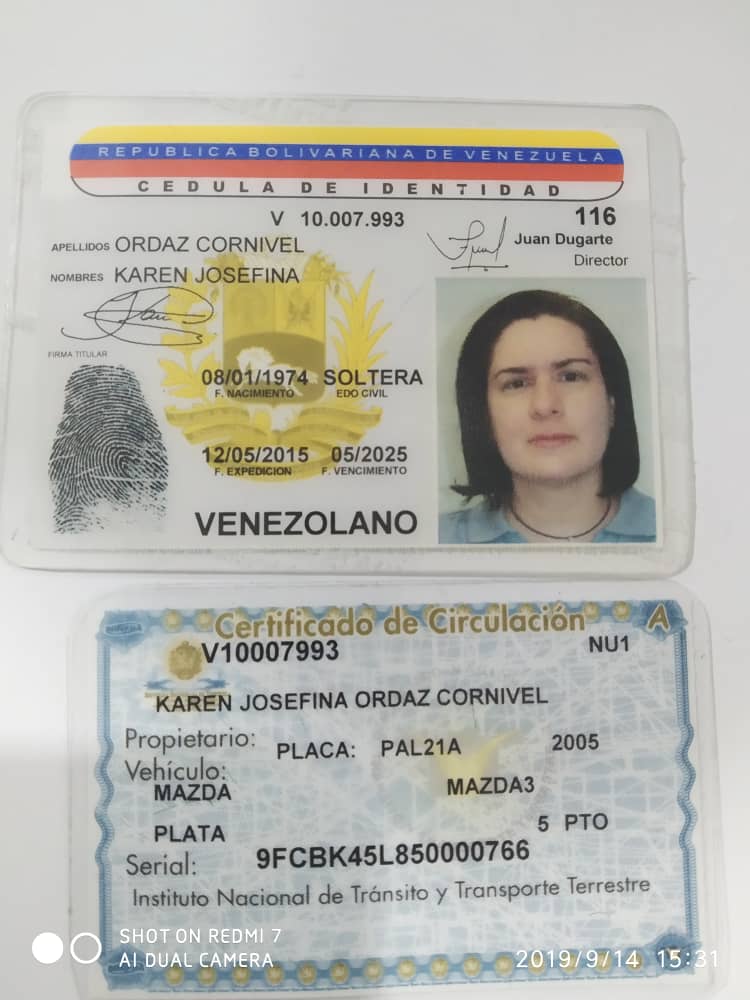 REPUBLICA BOLIVARIANA DE VENEZUELA
CEDULA DE IDENTIDAD
V 10.007.993 116
APELLIDOS ORDAZ CORNIVEL Juan Dugarte
Director
NOMBRES KAREN JOSEFINA
FIRMA TITULAR
08/01/1974 SOLTERA
F. NACIMIENTO EDO CIVIL
12/05/2015 05/2025
F. EXPEDICION F. VENCIMIENTO
VENEZOLANO
Certificado de Circulación A
V10007993 NU1
KAREN JOSEFINA ORDAZ CORNIVEL
Propietario: PLACA: PAL21A 2005
Vehículo:
MAZDA MAZDA3
PLATA 5 PTO
Serial: 9FCBK45L850000766
Instituto Nacional de Tránsito y Transporte Terrestre
SHOT ON REDMI 7
AI DUAL CAMERA
2019/9/14 15:31